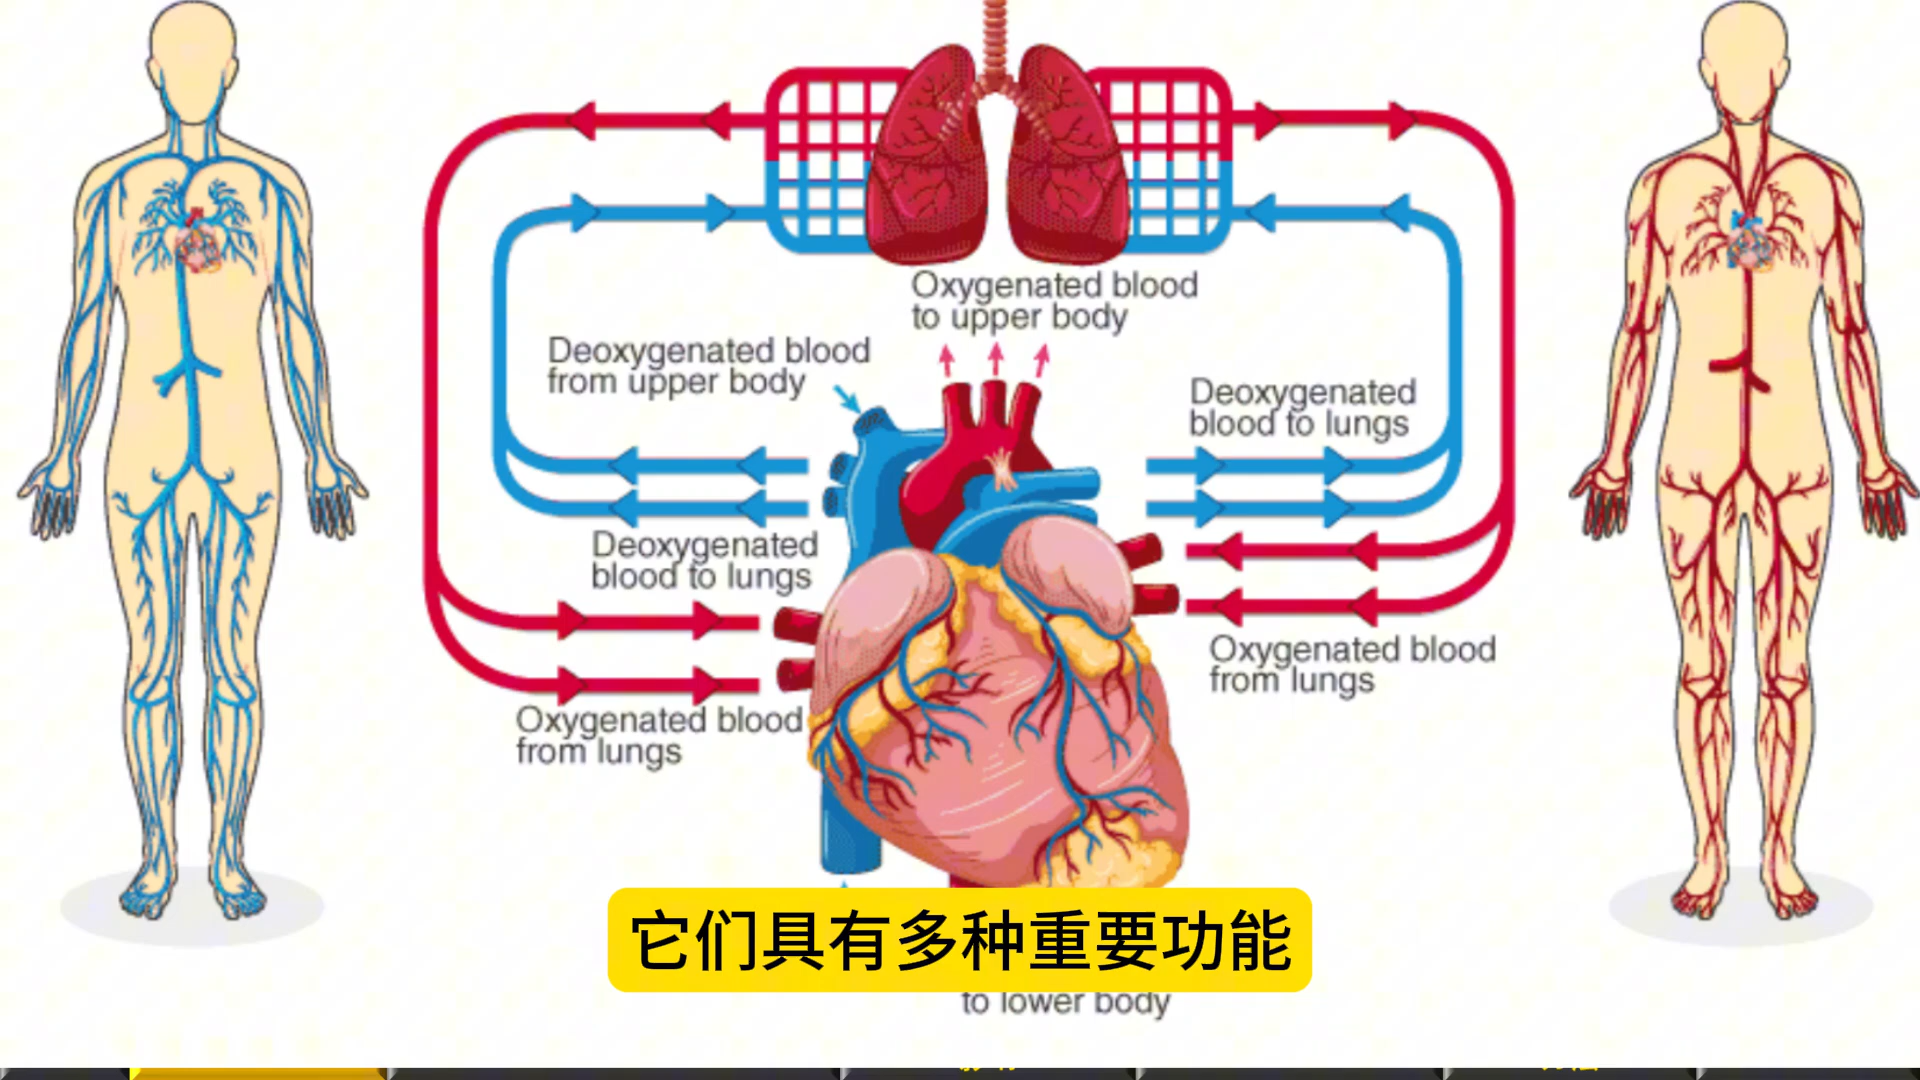 Oxygenated blood
to upper body
Deoxygenated blood
from upper body
Deoxygenated
blood to lungs
Deoxygenated
blood to lungs
Oxygenated blood
from lungs
Oxygenated blood
from lungs
它们具有多种重要功能
to lower body